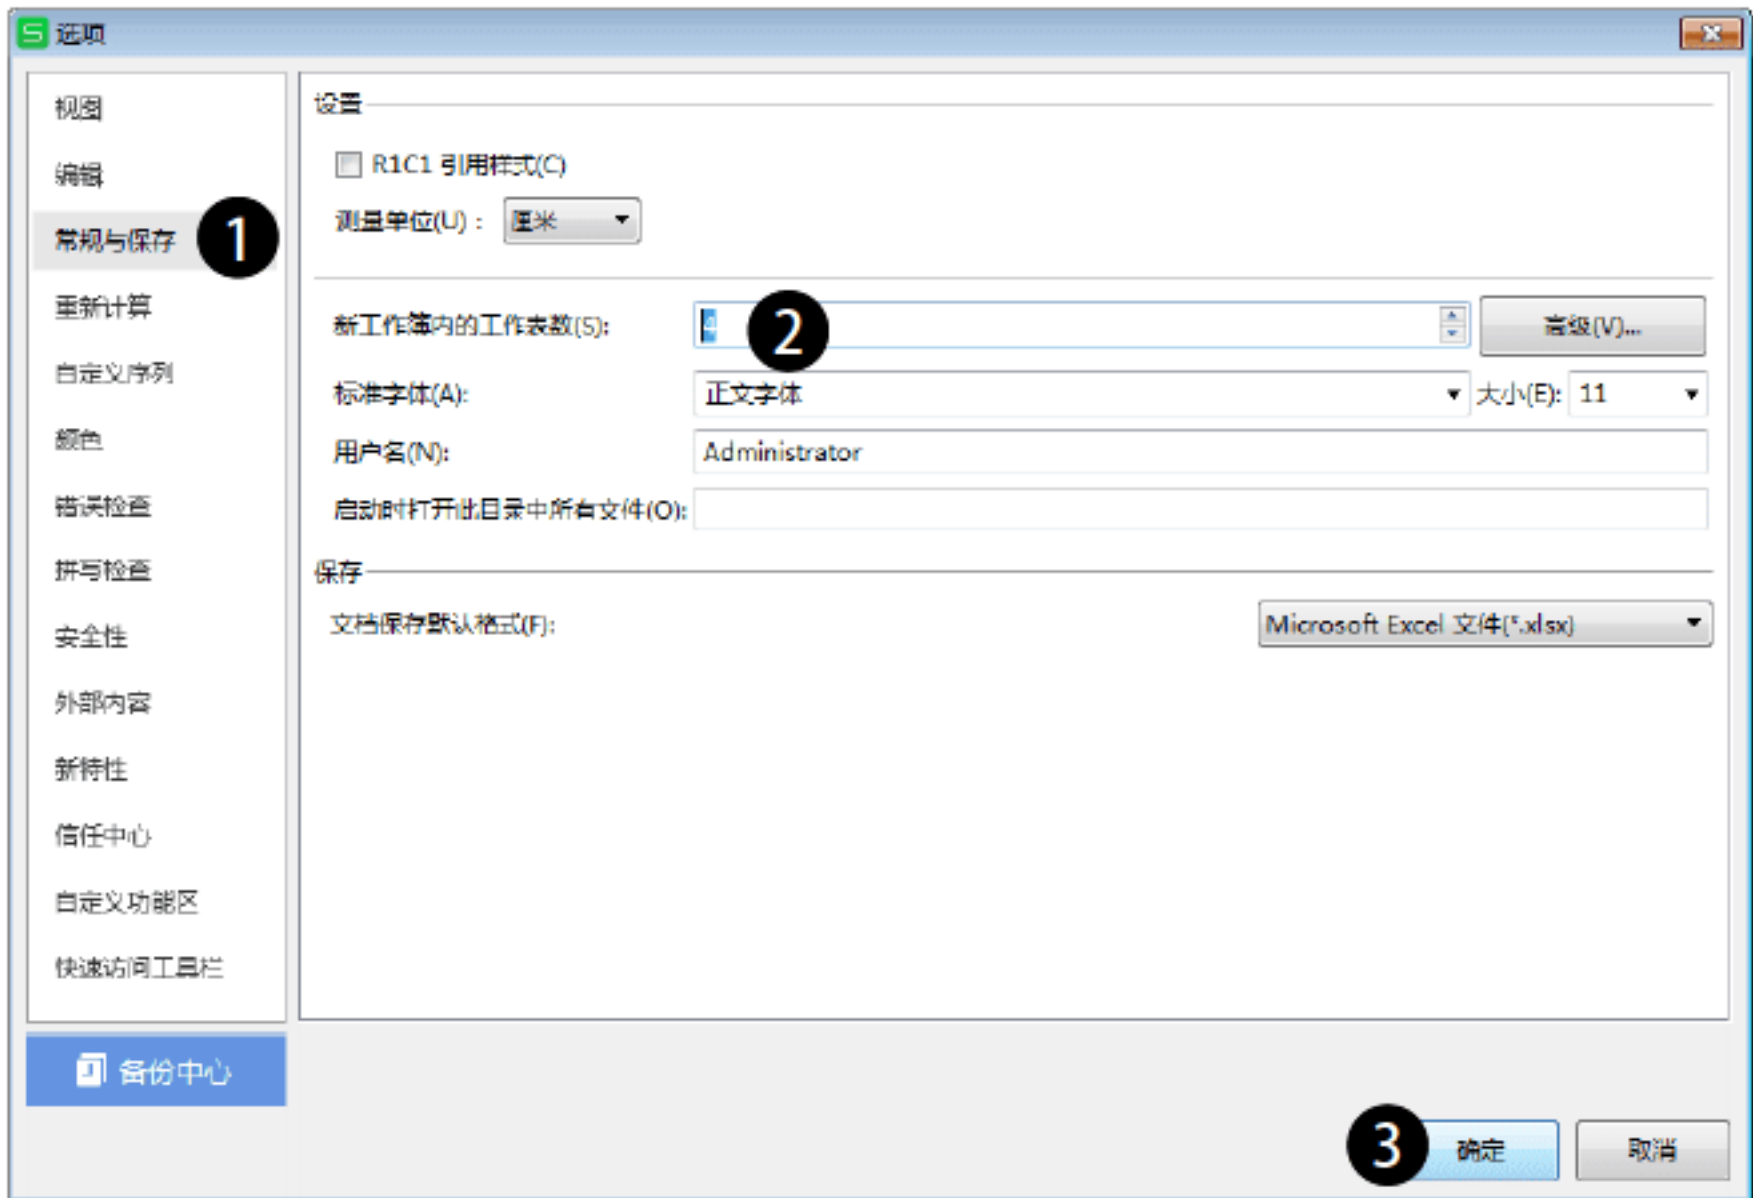 选项
视图
编辑
常规与保存 1
重新计算
自定义序列
颜色
错误检查
拼写检查
安全性
外部内容
新特性
信任中心
自定义功能区
快速访问工具栏
备份中心
设置
R1C1 引用样式(C)
测量单位(U)： 厘米
新工作簿内的工作表数(S): 4 2 高级(V)...
标准字体(A): 正文字体 大小(E): 11
用户名(N): Administrator
启动时打开此目录中所有文件(O):
保存
文档保存默认格式(F): Microsoft Excel 文件(*.xlsx)
3 确定 取消